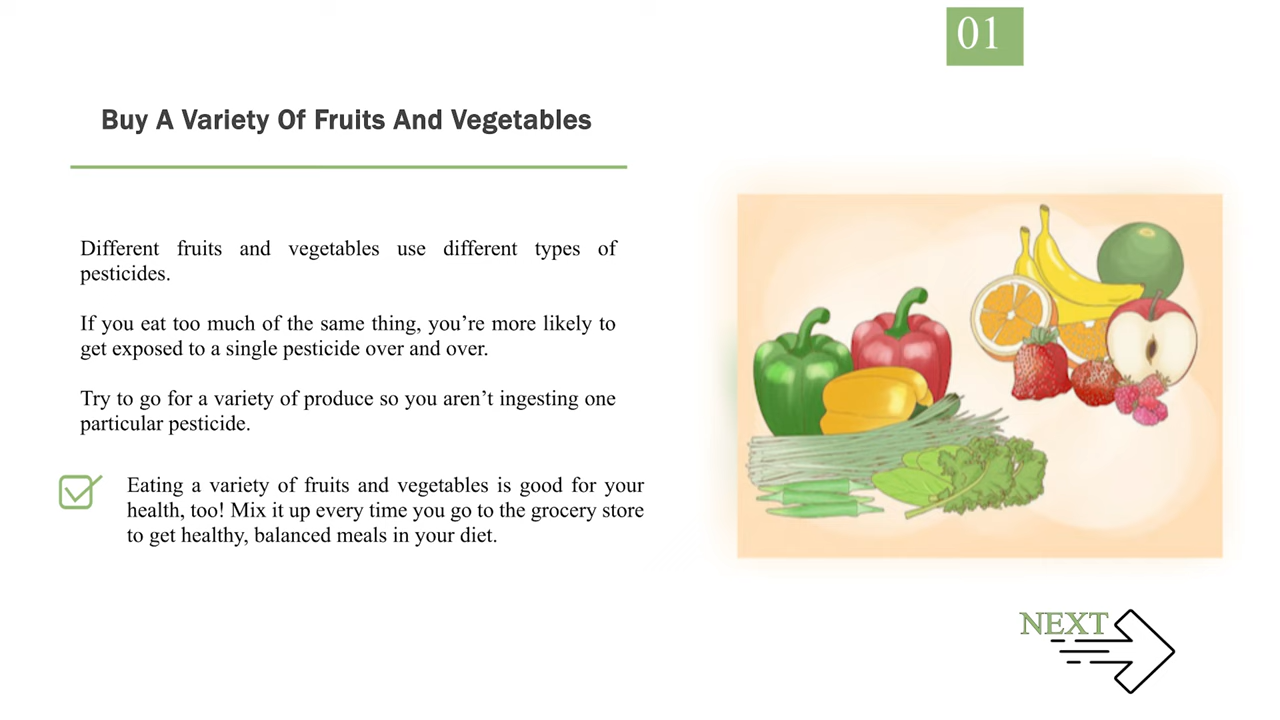 01
Buy A Variety Of Fruits And Vegetables
Different fruits and vegetables use different types of
pesticides.
If you eat too much of the same thing, you’re more likely to
get exposed to a single pesticide over and over.
Try to go for a variety of produce so you aren’t ingesting one
particular pesticide.
Eating a variety of fruits and vegetables is good for your
health, too! Mix it up every time you go to the grocery store
to get healthy, balanced meals in your diet.
NEXT